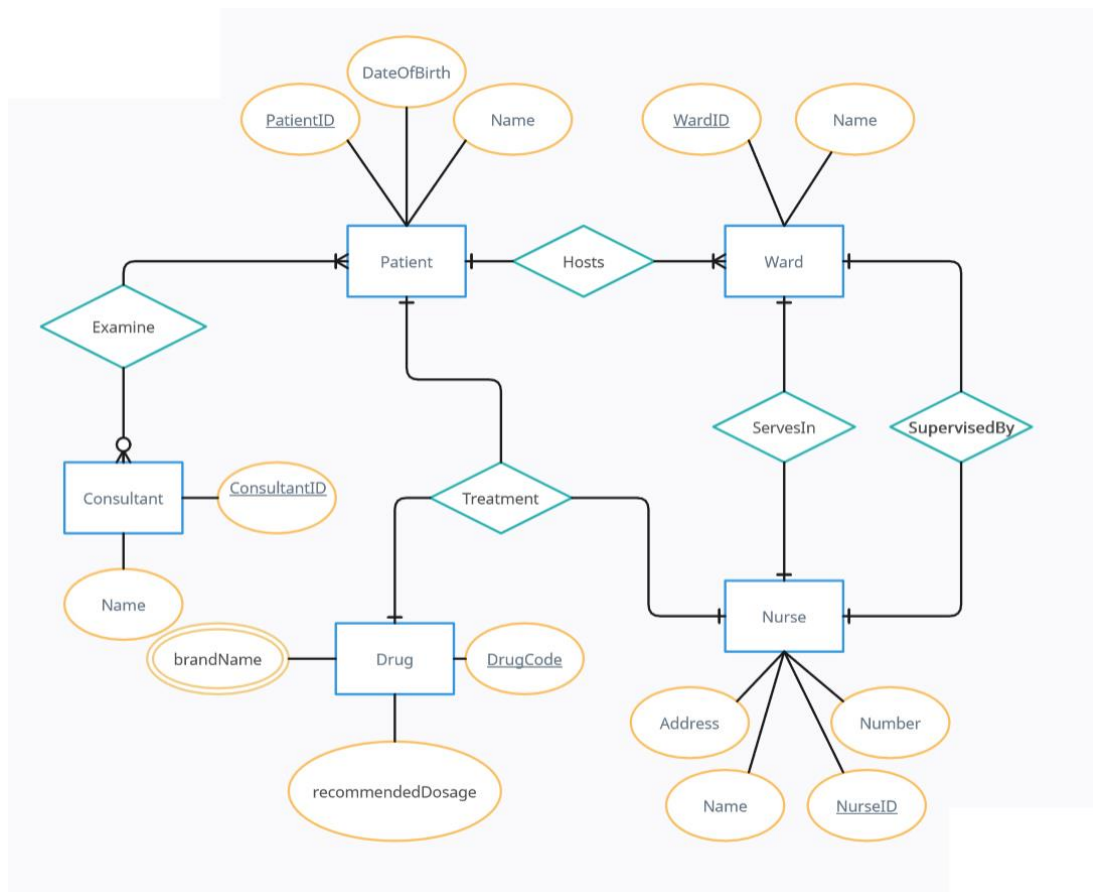 DateOfBirth
PatientID
Name
WardID
Name
Patient
Hosts
Ward
Examine
ServesIn
SupervisedBy
Consultant
ConsultantID
Treatment
Name
Nurse
brandName
Drug
DrugCode
Address
Number
recommendedDosage
Name
NurseID